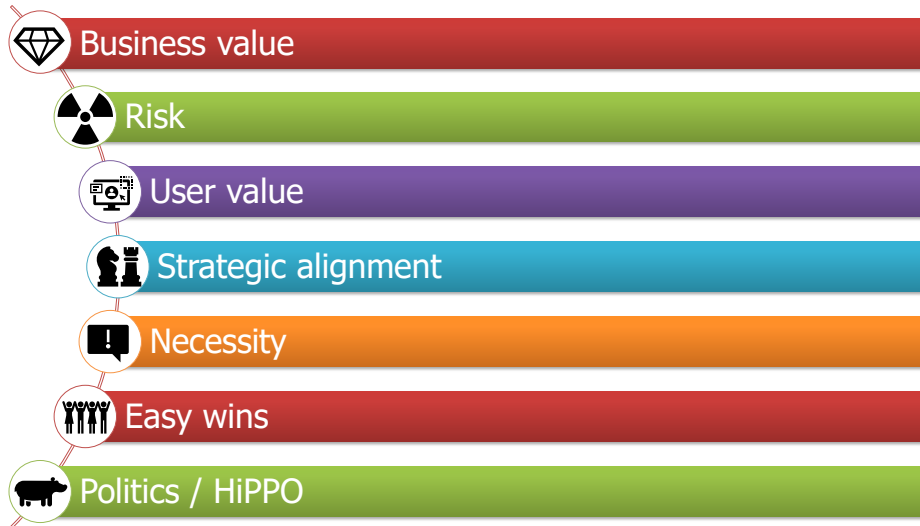 Business value
Risk
User value
Strategic alignment
Necessity
Easy wins
Politics / HiPPO